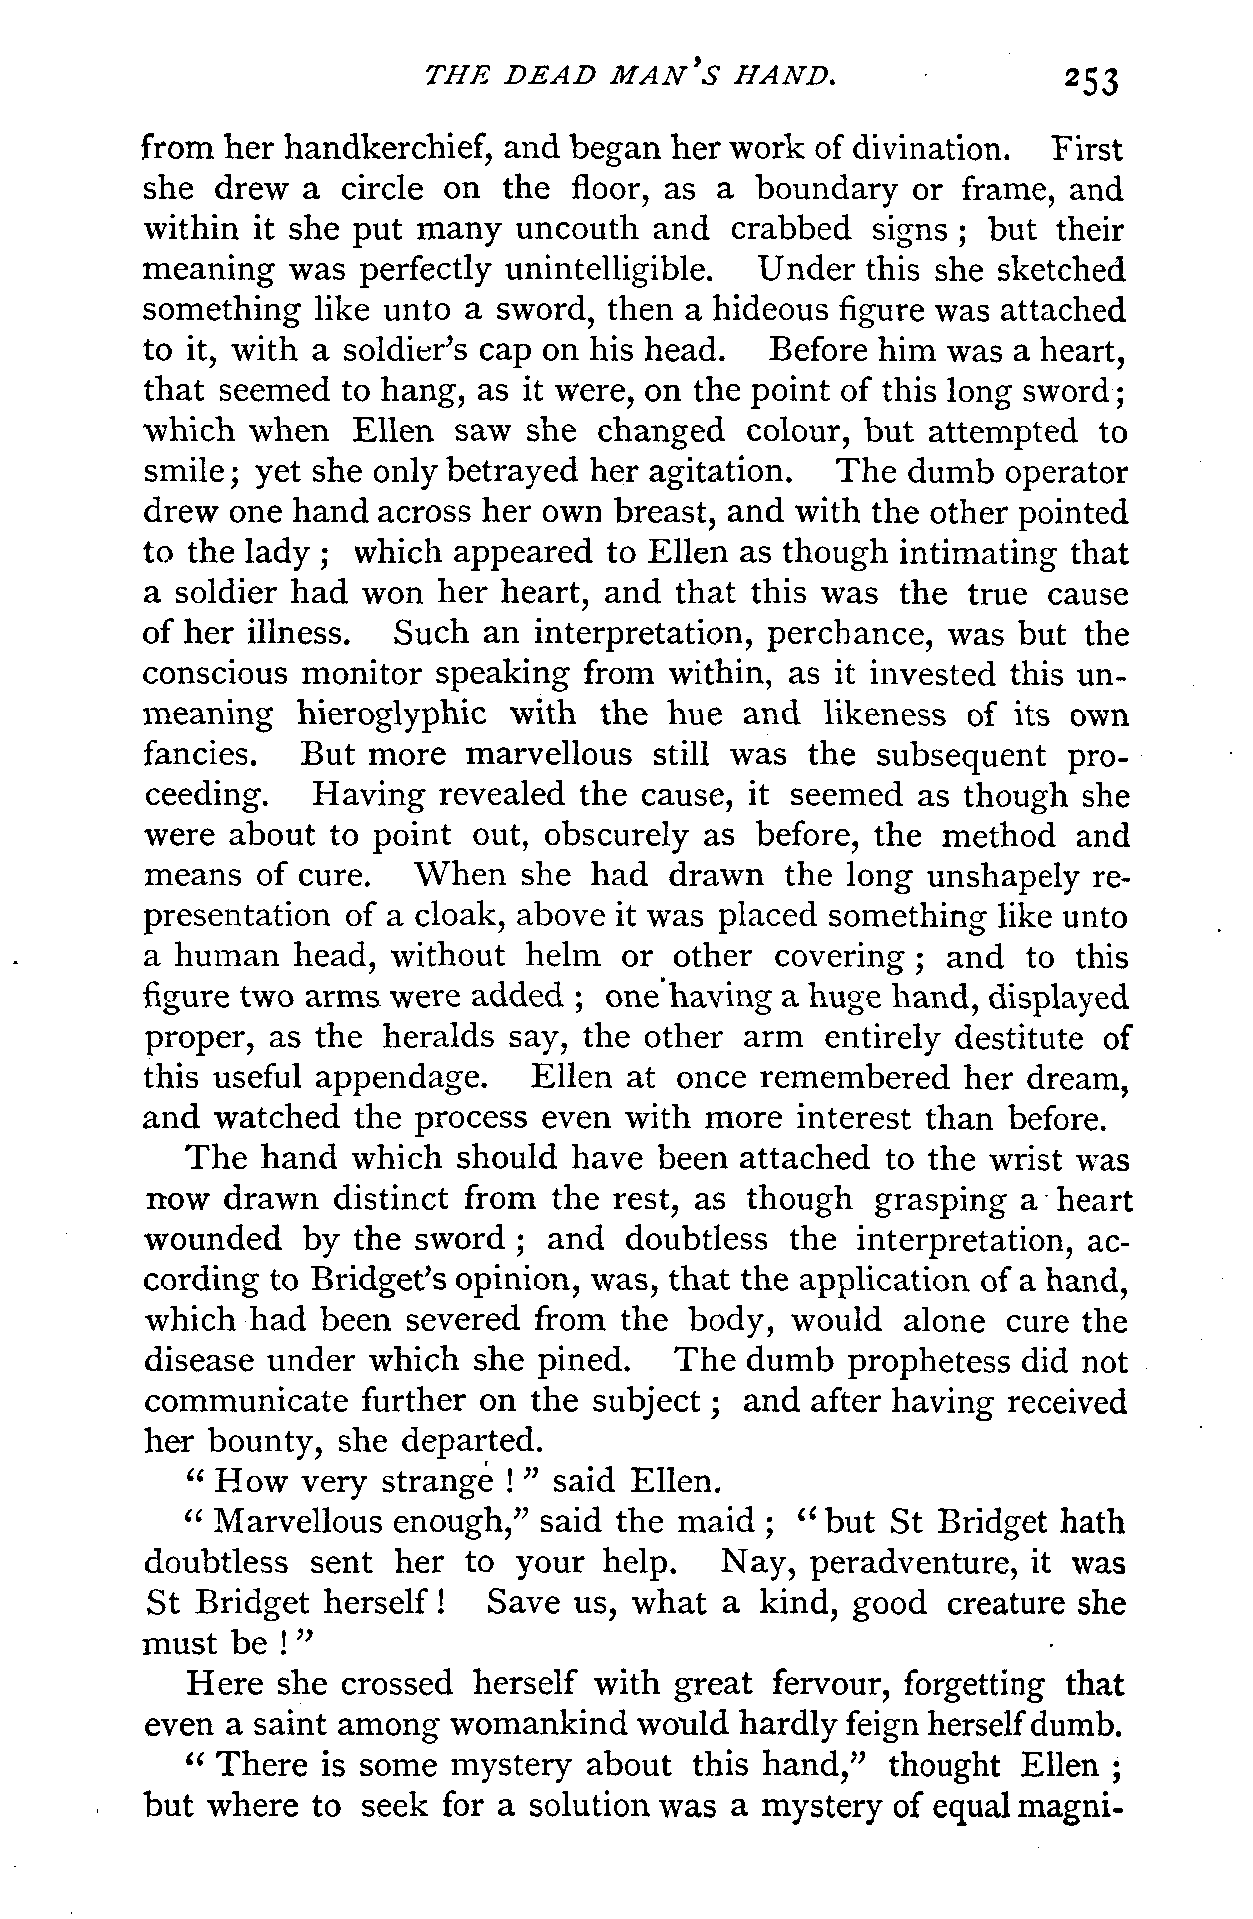 THE DEAD MAN'S HAND. 253
from her handkerchief, and began her work of divination. First
she drew a circle on the floor, as a boundary or frame, and
within it she put many uncouth and crabbed signs ; but their
meaning was perfectly unintelligible. Under this she sketched
something like unto a sword, then a hideous figure was attached
to it, with a soldier's cap on his head. Before him was a heart,
that seemed to hang, as it were, on the point of this long sword;
which when Ellen saw she changed colour, but attempted to
smile; yet she only betrayed her agitation. The dumb operator
drew one hand across her own breast, and with the other pointed
to the lady ; which appeared to Ellen as though intimating that
a soldier had won her heart, and that this was the true cause
of her illness. Such an interpretation, perchance, was but the
conscious monitor speaking from within, as it invested this un-
meaning hieroglyphic with the hue and likeness of its own
fancies. But more marvellous still was the subsequent pro-
ceeding. Having revealed the cause, it seemed as though she
were about to point out, obscurely as before, the method and
means of cure. When she had drawn the long unshapely re-
presentation of a cloak, above it was placed something like unto
a human head, without helm or other covering ; and to this
figure two arms were added ; one having a huge hand, displayed
proper, as the heralds say, the other arm entirely destitute of
this useful appendage. Ellen at once remembered her dream,
and watched the process even with more interest than before.
The hand which should have been attached to the wrist was
now drawn distinct from the rest, as though grasping a heart
wounded by the sword ; and doubtless the interpretation, ac-
cording to Bridget's opinion, was, that the application of a hand,
which had been severed from the body, would alone cure the
disease under which she pined. The dumb prophetess did not
communicate further on the subject ; and after having received
her bounty, she departed.
" How very strange ! " said Ellen.
" Marvellous enough," said the maid ; " but St Bridget hath
doubtless sent her to your help. Nay, peradventure, it was
St Bridget herself ! Save us, what a kind, good creature she
must be ! "
Here she crossed herself with great fervour, forgetting that
even a saint among womankind would hardly feign herself dumb.
" There is some mystery about this hand," thought Ellen ;
but where to seek for a solution was a mystery of equal magni-